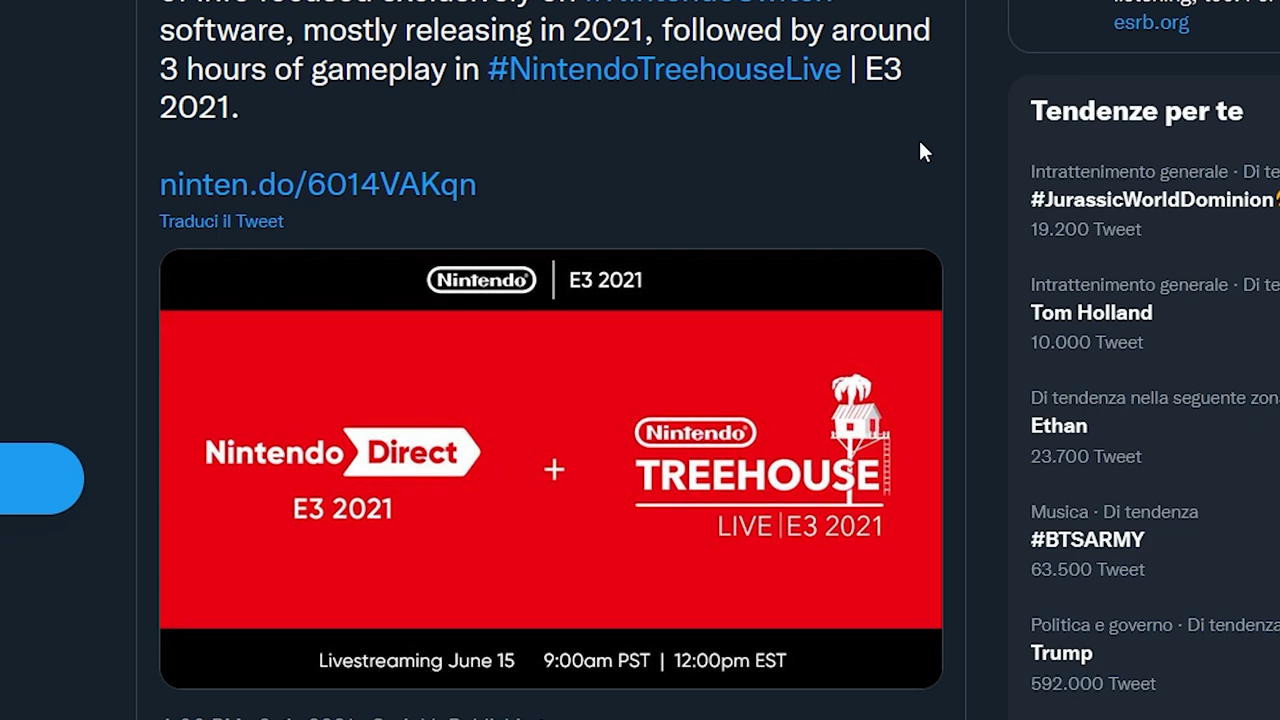 software, mostly releasing in 2021, followed by around
3 hours of gameplay in #NintendoTreehouseLive | E3
2021.
ninten.do/6014VAKqn
Traduci il Tweet
Nintendo | E3 2021
Nintendo Direct
E3 2021
+
Nintendo
TREEHOUSE
LIVE | E3 2021
Livestreaming June 15 9:00am PST | 12:00pm EST
esrb.org
Tendenze per te
Intrattenimento generale · Di te
#JurassicWorldDominion
19.200 Tweet
Intrattenimento generale · Di te
Tom Holland
10.000 Tweet
Di tendenza nella seguente zon
Ethan
23.700 Tweet
Musica · Di tendenza
#BTSARMY
63.500 Tweet
Politica e governo · Di tendenza
Trump
592.000 Tweet